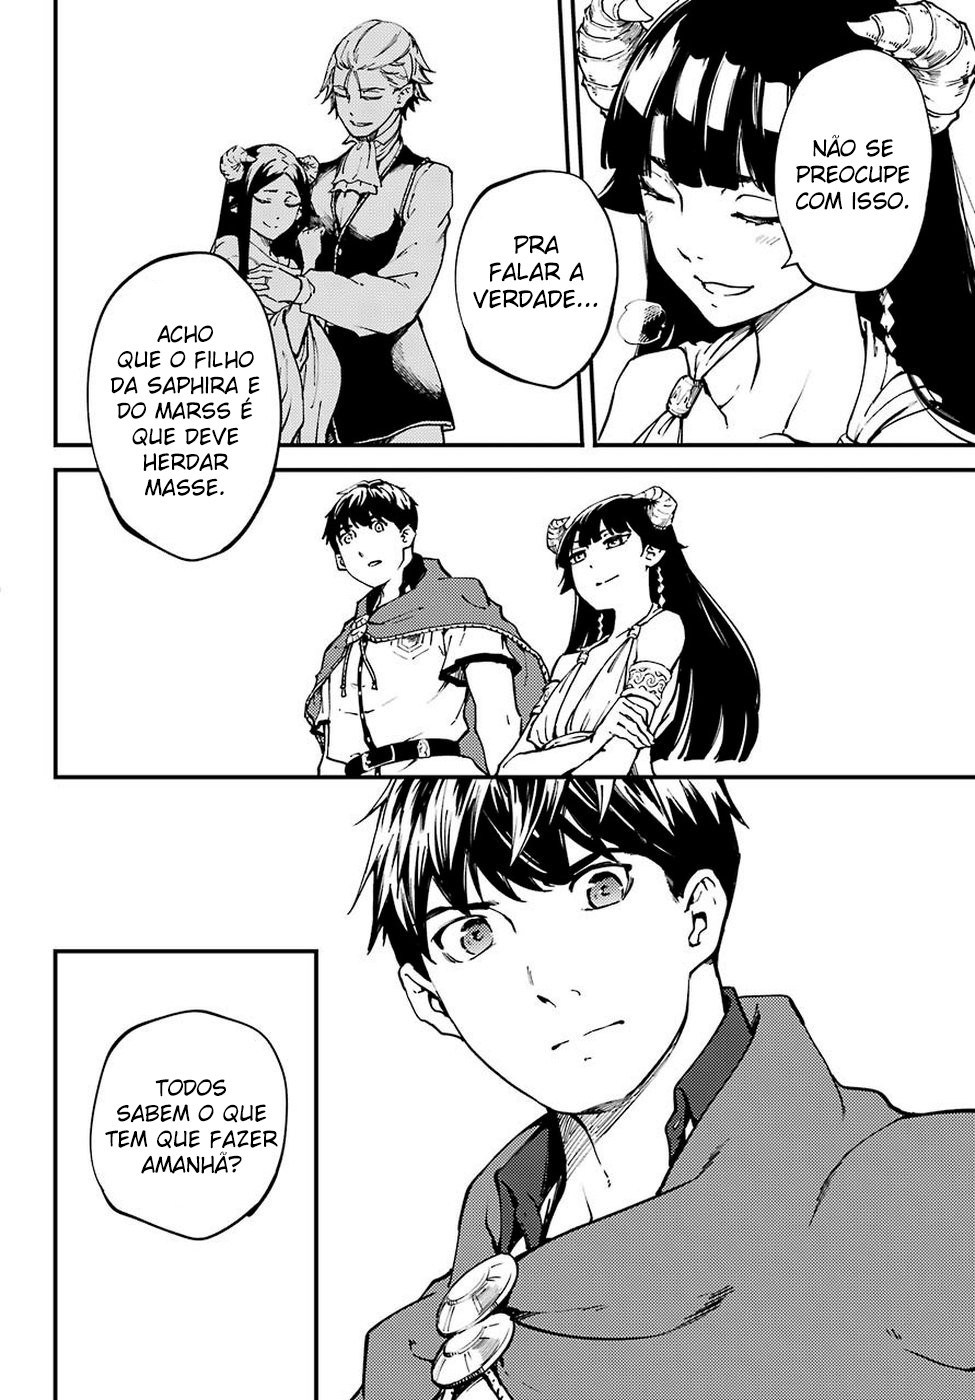 NÃO SE
PREOCUPE
COM ISSO.
PRA
FALAR A
VERDADE...
ACHO
QUE O FILHO
DA SAPHIRA E
DO MARSS É
QUE DEVE
HERDAR
MASSE.
TODOS
SABEM O QUE
TEM QUE FAZER
AMANHÃ?